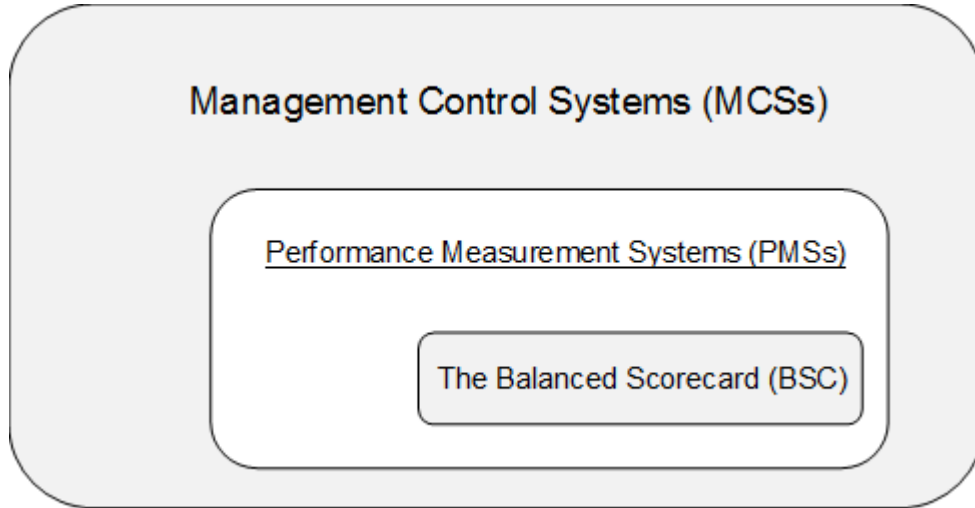 Management Control Systems (MCSs)
Performance Measurement Systems (PMSs)
The Balanced Scorecard (BSC)